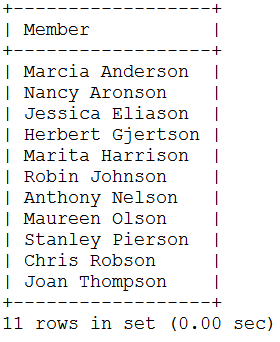 +------------------+
| Member           |
+------------------+
| Marcia Anderson  |
| Nancy Aronson    |
| Jessica Eliason  |
| Herbert Gjertson |
| Marita Harrison  |
| Robin Johnson    |
| Anthony Nelson   |
| Maureen Olson    |
| Stanley Pierson  |
| Chris Robson     |
| Joan Thompson    |
+------------------+
11 rows in set (0.00 sec)